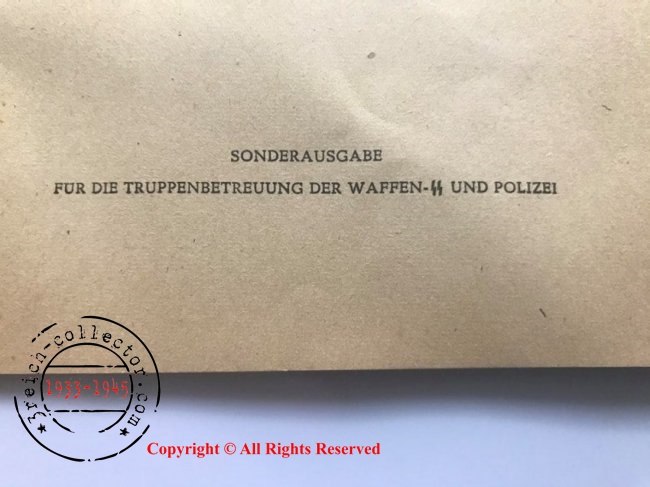 SONDERAUSGABE
FÜR DIE TRUPPENBETREUUNG DER WAFFEN-ᛋᛋ UND POLIZEI
3reich-collector.com
1933-1945
Copyright © All Rights Reserved